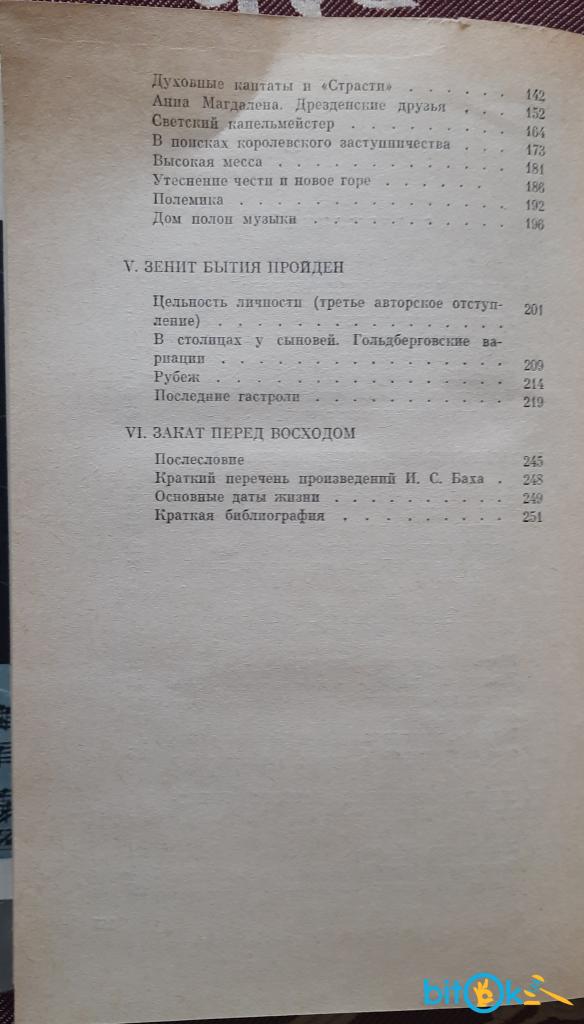 Духовные кантаты и «Страсти» . . . . . . 142
Анна Магдалена. Дрезденские друзья . . . 152
Светский капельмейстер . . . . . . . . . 164
В поисках королевского заступничества . . . 173
Высокая месса . . . . . . . . . . . . 181
Утеснение чести и новое горе . . . . . . 186
Полемика . . . . . . . . . . . . . . 192
Дом полон музыки . . . . . . . . . . . 196
V. ЗЕНИТ БЫТИЯ ПРОЙДЕН
Цельность личности (третье авторское отступ-
ление) . . . . . . . . . . . . . . . 201
В столицах у сыновей. Гольдберговские ва-
риации . . . . . . . . . . . . . . . 209
Рубеж . . . . . . . . . . . . . . . 214
Последние гастроли . . . . . . . . . . 219
VI. ЗАКАТ ПЕРЕД ВОСХОДОМ
Послесловие 245
Краткий перечень произведений И. С. Баха . 248
Основные даты жизни . . . . . . . . . 249
Краткая библиография . . . . . . . . . 251
bitok